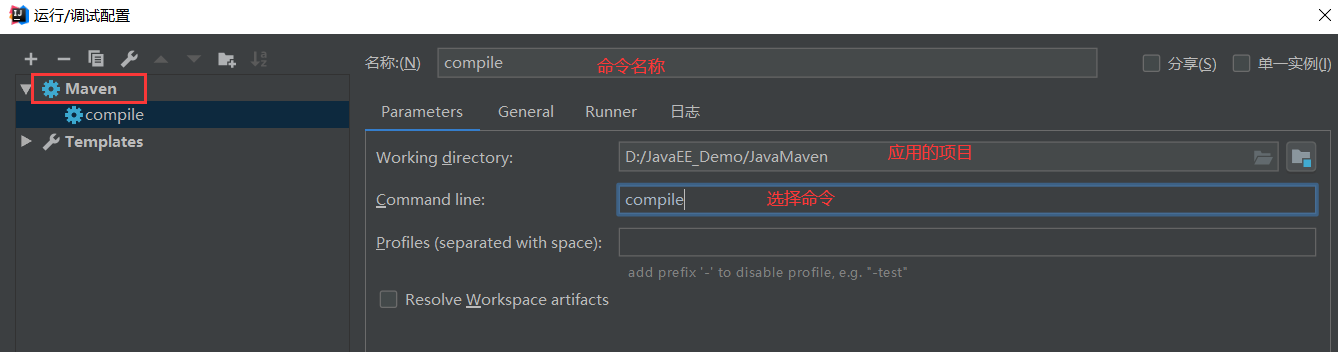 运行/调试配置
名称:(N) compile 命令名称 分享(S) 单一实例(I)
Maven
compile
Templates
Parameters General Runner 日志
Working directory: D:/JavaEE_Demo/JavaMaven 应用的项目
Command line: compile 选择命令
Profiles (separated with space):
add prefix '-' to disable profile, e.g. "-test"
Resolve Workspace artifacts